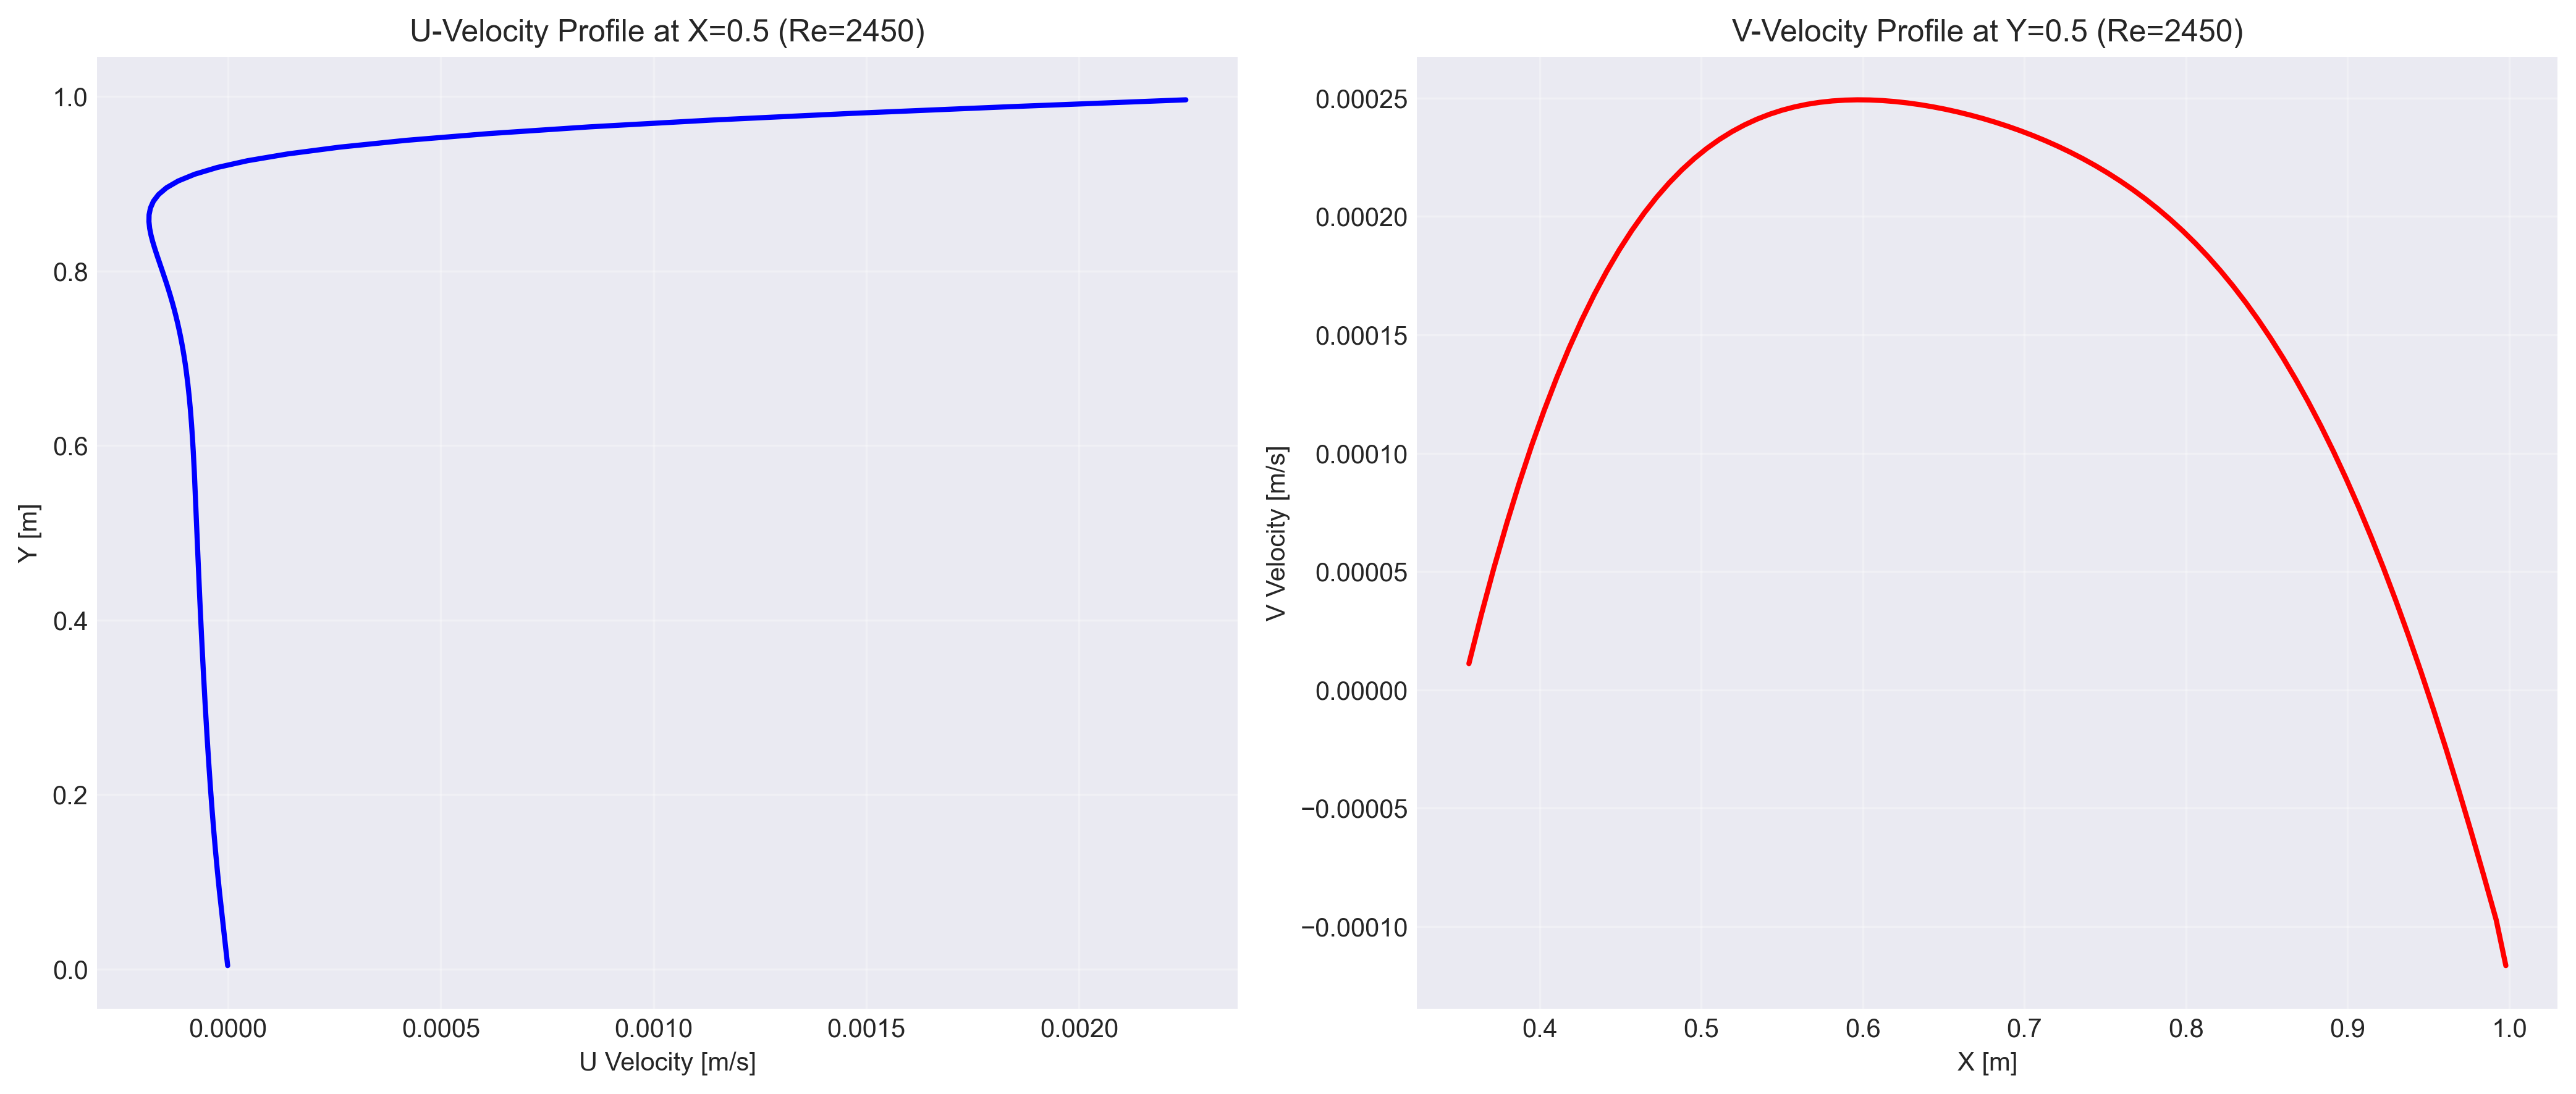 U-Velocity Profile at X=0.5 (Re=2450)
1.0
0.8
0.6
0.4
0.2
0.0
Y [m]
0.0000 0.0005 0.0010 0.0015 0.0020
U Velocity [m/s]
V-Velocity Profile at Y=0.5 (Re=2450)
0.00025
0.00020
0.00015
0.00010
0.00005
0.00000
−0.00005
−0.00010
V Velocity [m/s]
0.4 0.5 0.6 0.7 0.8 0.9 1.0
X [m]